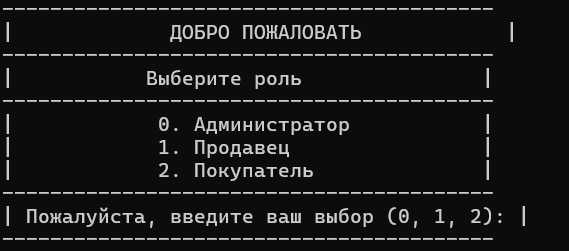 -----------------------------------------
|             ДОБРО ПОЖАЛОВАТЬ            |
-----------------------------------------
|           Выберите роль               |
-----------------------------------------
|            0. Администратор           |
|            1. Продавец                |
|            2. Покупатель              |
-----------------------------------------
| Пожалуйста, введите ваш выбор (0, 1, 2): |
-----------------------------------------